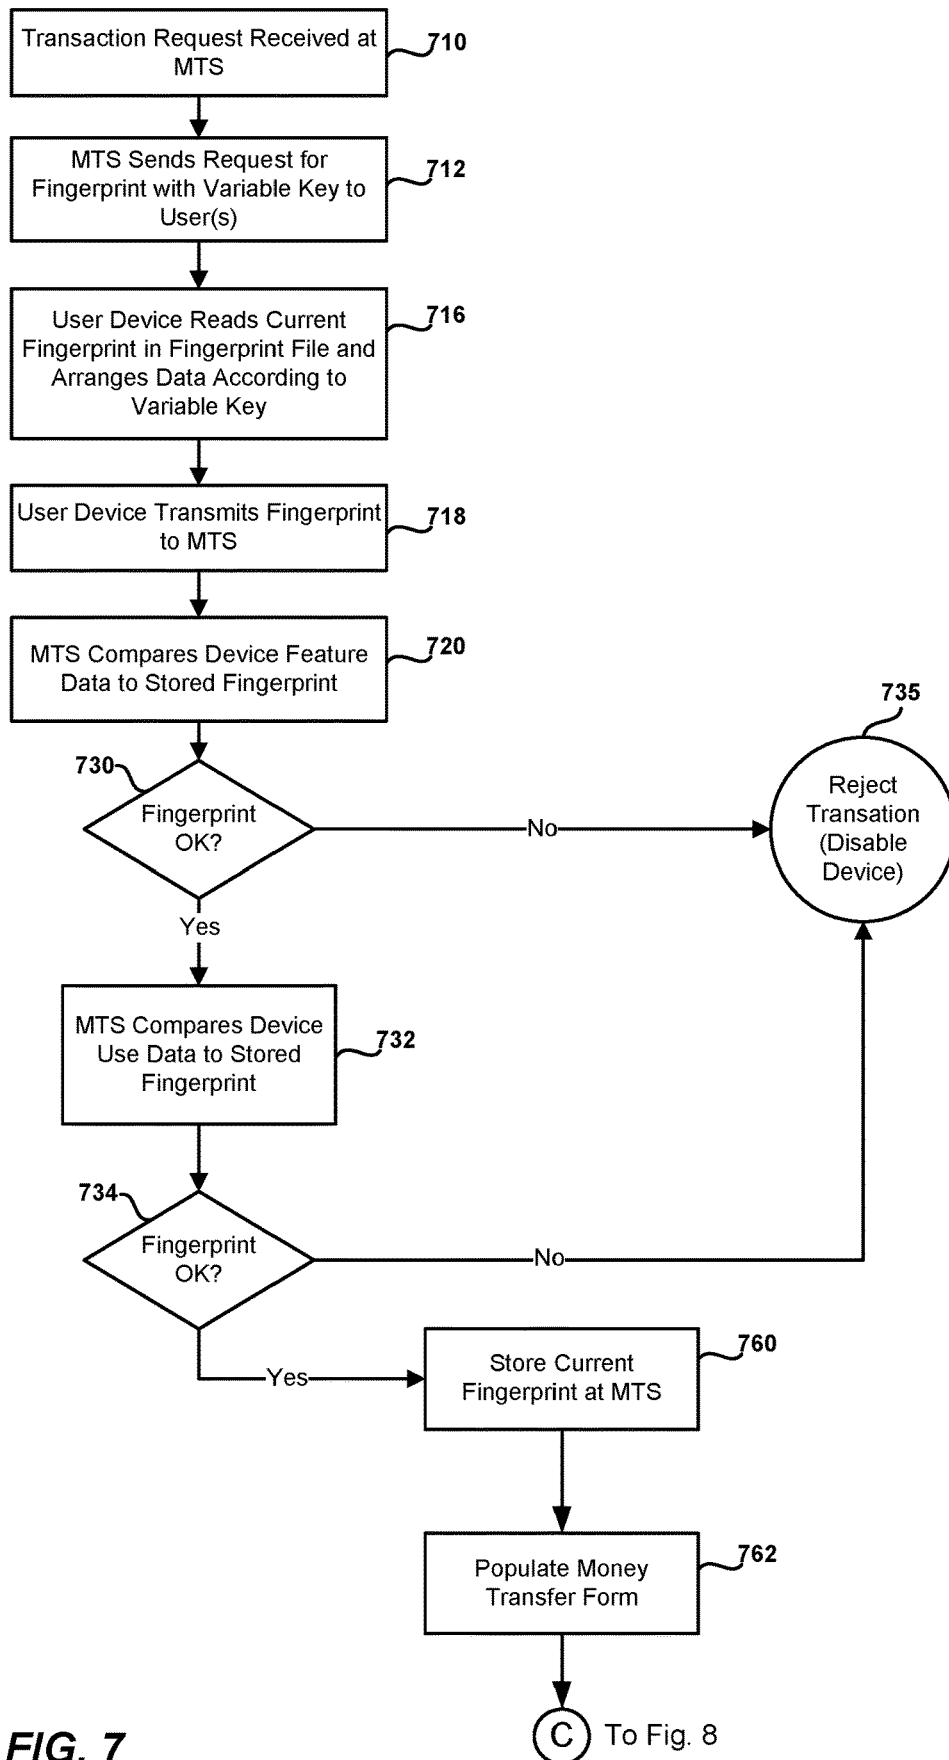 Transaction Request Received at
MTS
710
MTS Sends Request for
Fingerprint with Variable Key to
User(s)
712
User Device Reads Current
Fingerprint in Fingerprint File and
Arranges Data According to
Variable Key
716
User Device Transmits Fingerprint
to MTS
718
MTS Compares Device Feature
Data to Stored Fingerprint
720
730
Fingerprint
OK?
No
735
Reject
Transation
(Disable
Device)
Yes
MTS Compares Device
Use Data to Stored
Fingerprint
732
734
Fingerprint
OK?
No
Yes
Store Current
Fingerprint at MTS
760
Populate Money
Transfer Form
762
C
To Fig. 8
FIG. 7